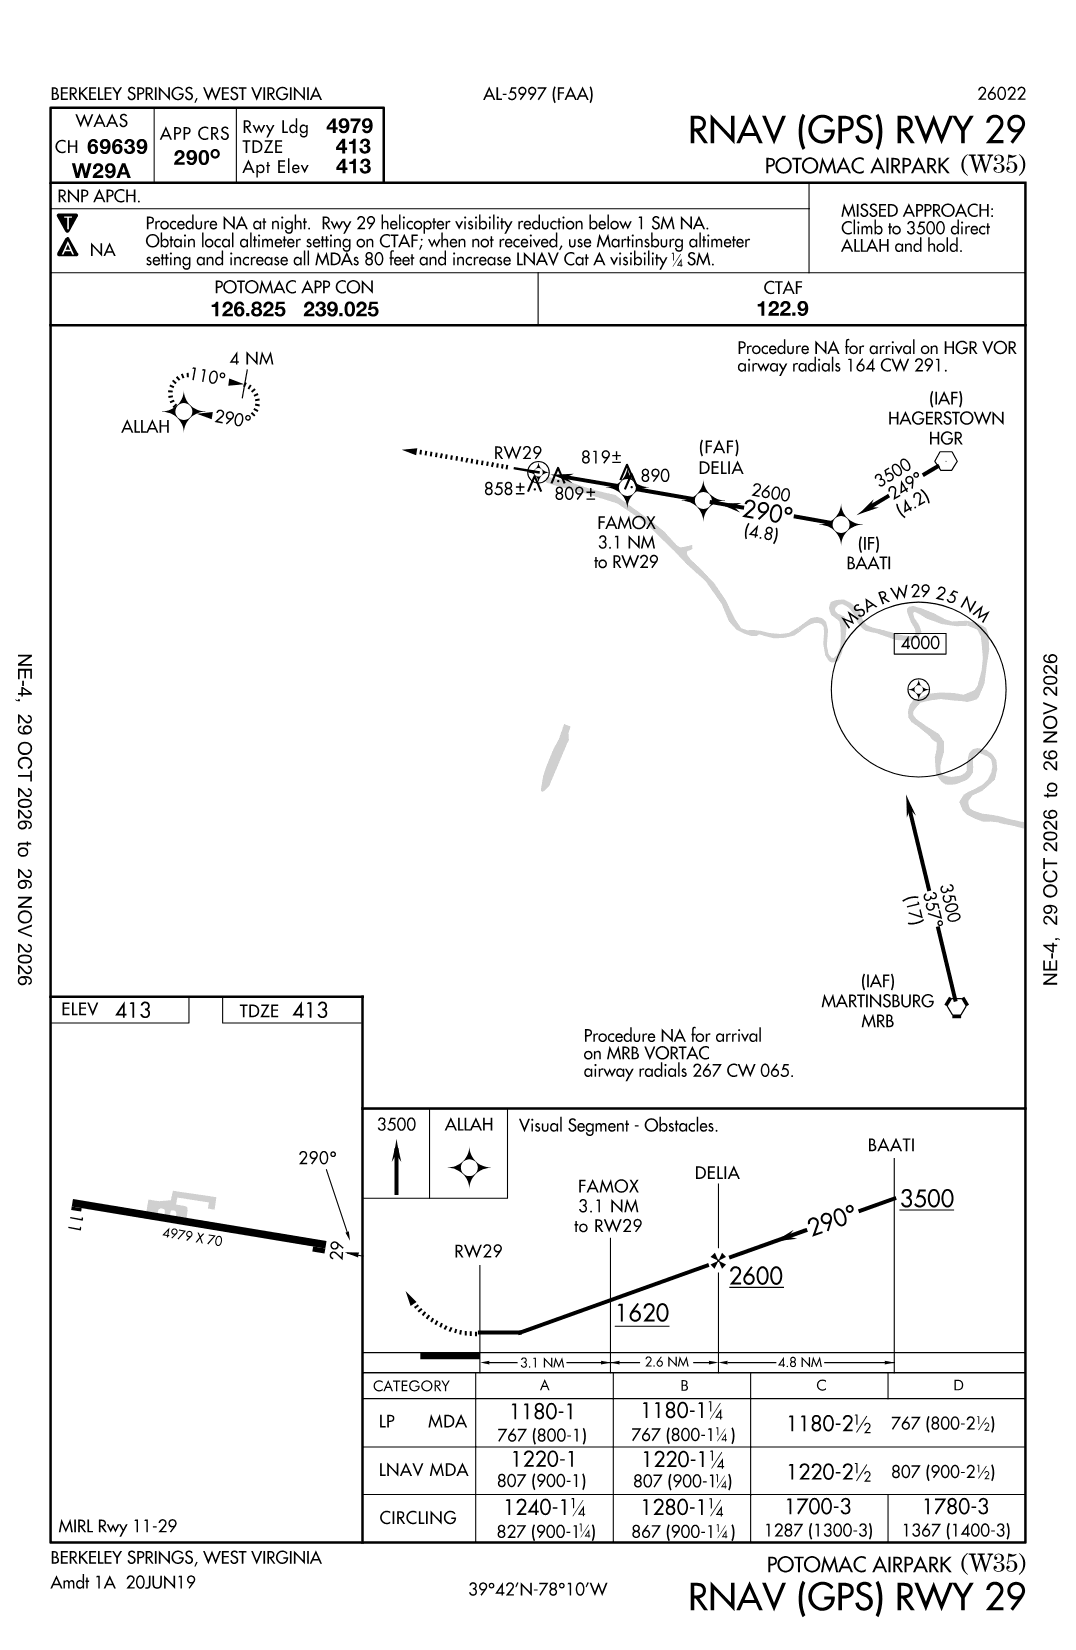 BERKELEY SPRINGS, WEST VIRGINIA
AL-5997 (FAA)
26022
WAAS
CH 69639
W29A
APP CRS
290°
Rwy Ldg 4979
TDZE 413
Apt Elev 413
RNAV (GPS) RWY 29
POTOMAC AIRPARK (W35)
RNP APCH.
T
A NA
Procedure NA at night. Rwy 29 helicopter visibility reduction below 1 SM NA.
Obtain local altimeter setting on CTAF; when not received, use Martinsburg altimeter
setting and increase all MDAs 80 feet and increase LNAV Cat A visibility ¼ SM.
MISSED APPROACH:
Climb to 3500 direct
ALLAH and hold.
POTOMAC APP CON
126.825 239.025
CTAF
122.9
Procedure NA for arrival on HGR VOR
airway radials 164 CW 291.
4 NM
110°
290°
ALLAH
(IAF)
HAGERSTOWN
HGR
3500
249°
(4.2)
RW29
819±
890
858±
809±
(FAF)
DELIA
2600
290°
(4.8)
FAMOX
3.1 NM
to RW29
(IF)
BAATI
MSA RW29 25 NM
4000
3500
357°
(17)
(IAF)
MARTINSBURG
MRB
Procedure NA for arrival
on MRB VORTAC
airway radials 267 CW 065.
NE-4, 29 OCT 2026 to 26 NOV 2026
NE-4, 29 OCT 2026 to 26 NOV 2026
ELEV 413
TDZE 413
290°
11
4979 X 70
29
MIRL Rwy 11-29
3500
ALLAH
Visual Segment - Obstacles.
BAATI
DELIA
FAMOX
3.1 NM
to RW29
RW29
3500
290°
2600
1620
3.1 NM
2.6 NM
4.8 NM
CATEGORY A B C D
LP MDA 1180-1 1180-1¼ 1180-2½ 767 (800-2½)
767 (800-1) 767 (800-1¼)
LNAV MDA 1220-1 1220-1¼ 1220-2½ 807 (900-2½)
807 (900-1) 807 (900-1¼)
CIRCLING 1240-1¼ 1280-1¼ 1700-3 1780-3
827 (900-1¼) 867 (900-1¼) 1287 (1300-3) 1367 (1400-3)
BERKELEY SPRINGS, WEST VIRGINIA
Amdt 1A 20JUN19
39°42'N-78°10'W
POTOMAC AIRPARK (W35)
RNAV (GPS) RWY 29